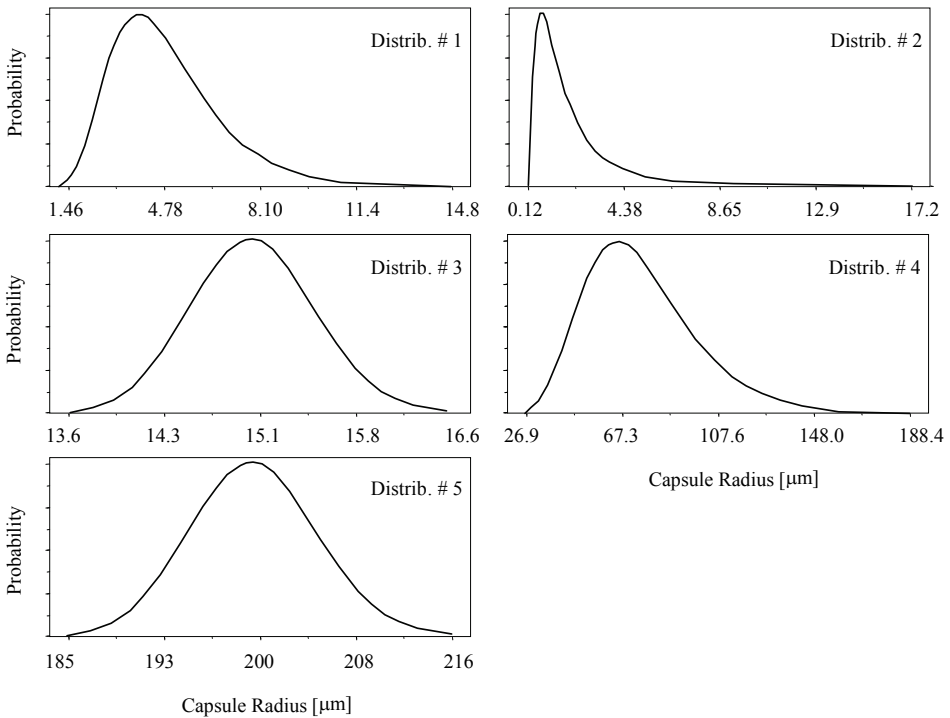 Distrib. # 1
Probability
1.46 4.78 8.10 11.4 14.8
Distrib. # 2
0.12 4.38 8.65 12.9 17.2
Distrib. # 3
Probability
13.6 14.3 15.1 15.8 16.6
Distrib. # 4
26.9 67.3 107.6 148.0 188.4
Capsule Radius [μm]
Distrib. # 5
Probability
185 193 200 208 216
Capsule Radius [μm]